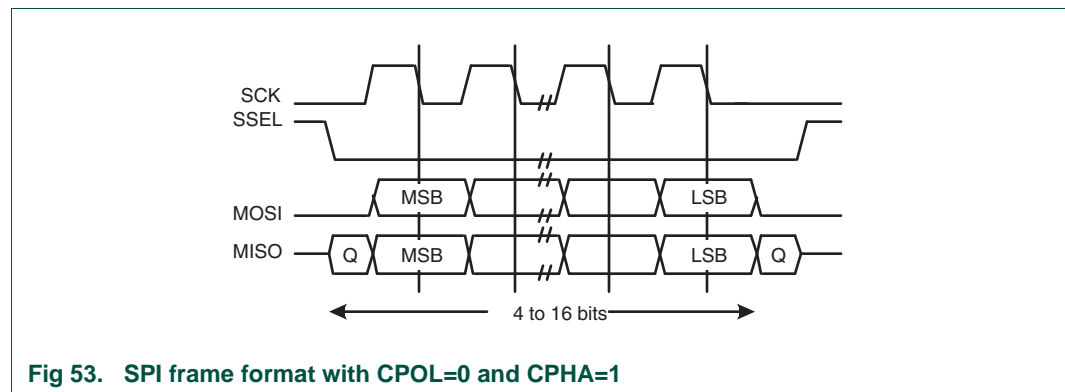 SCK
SSEL
MOSI MSB LSB
MISO Q MSB LSB Q
4 to 16 bits
Fig 53. SPI frame format with CPOL=0 and CPHA=1